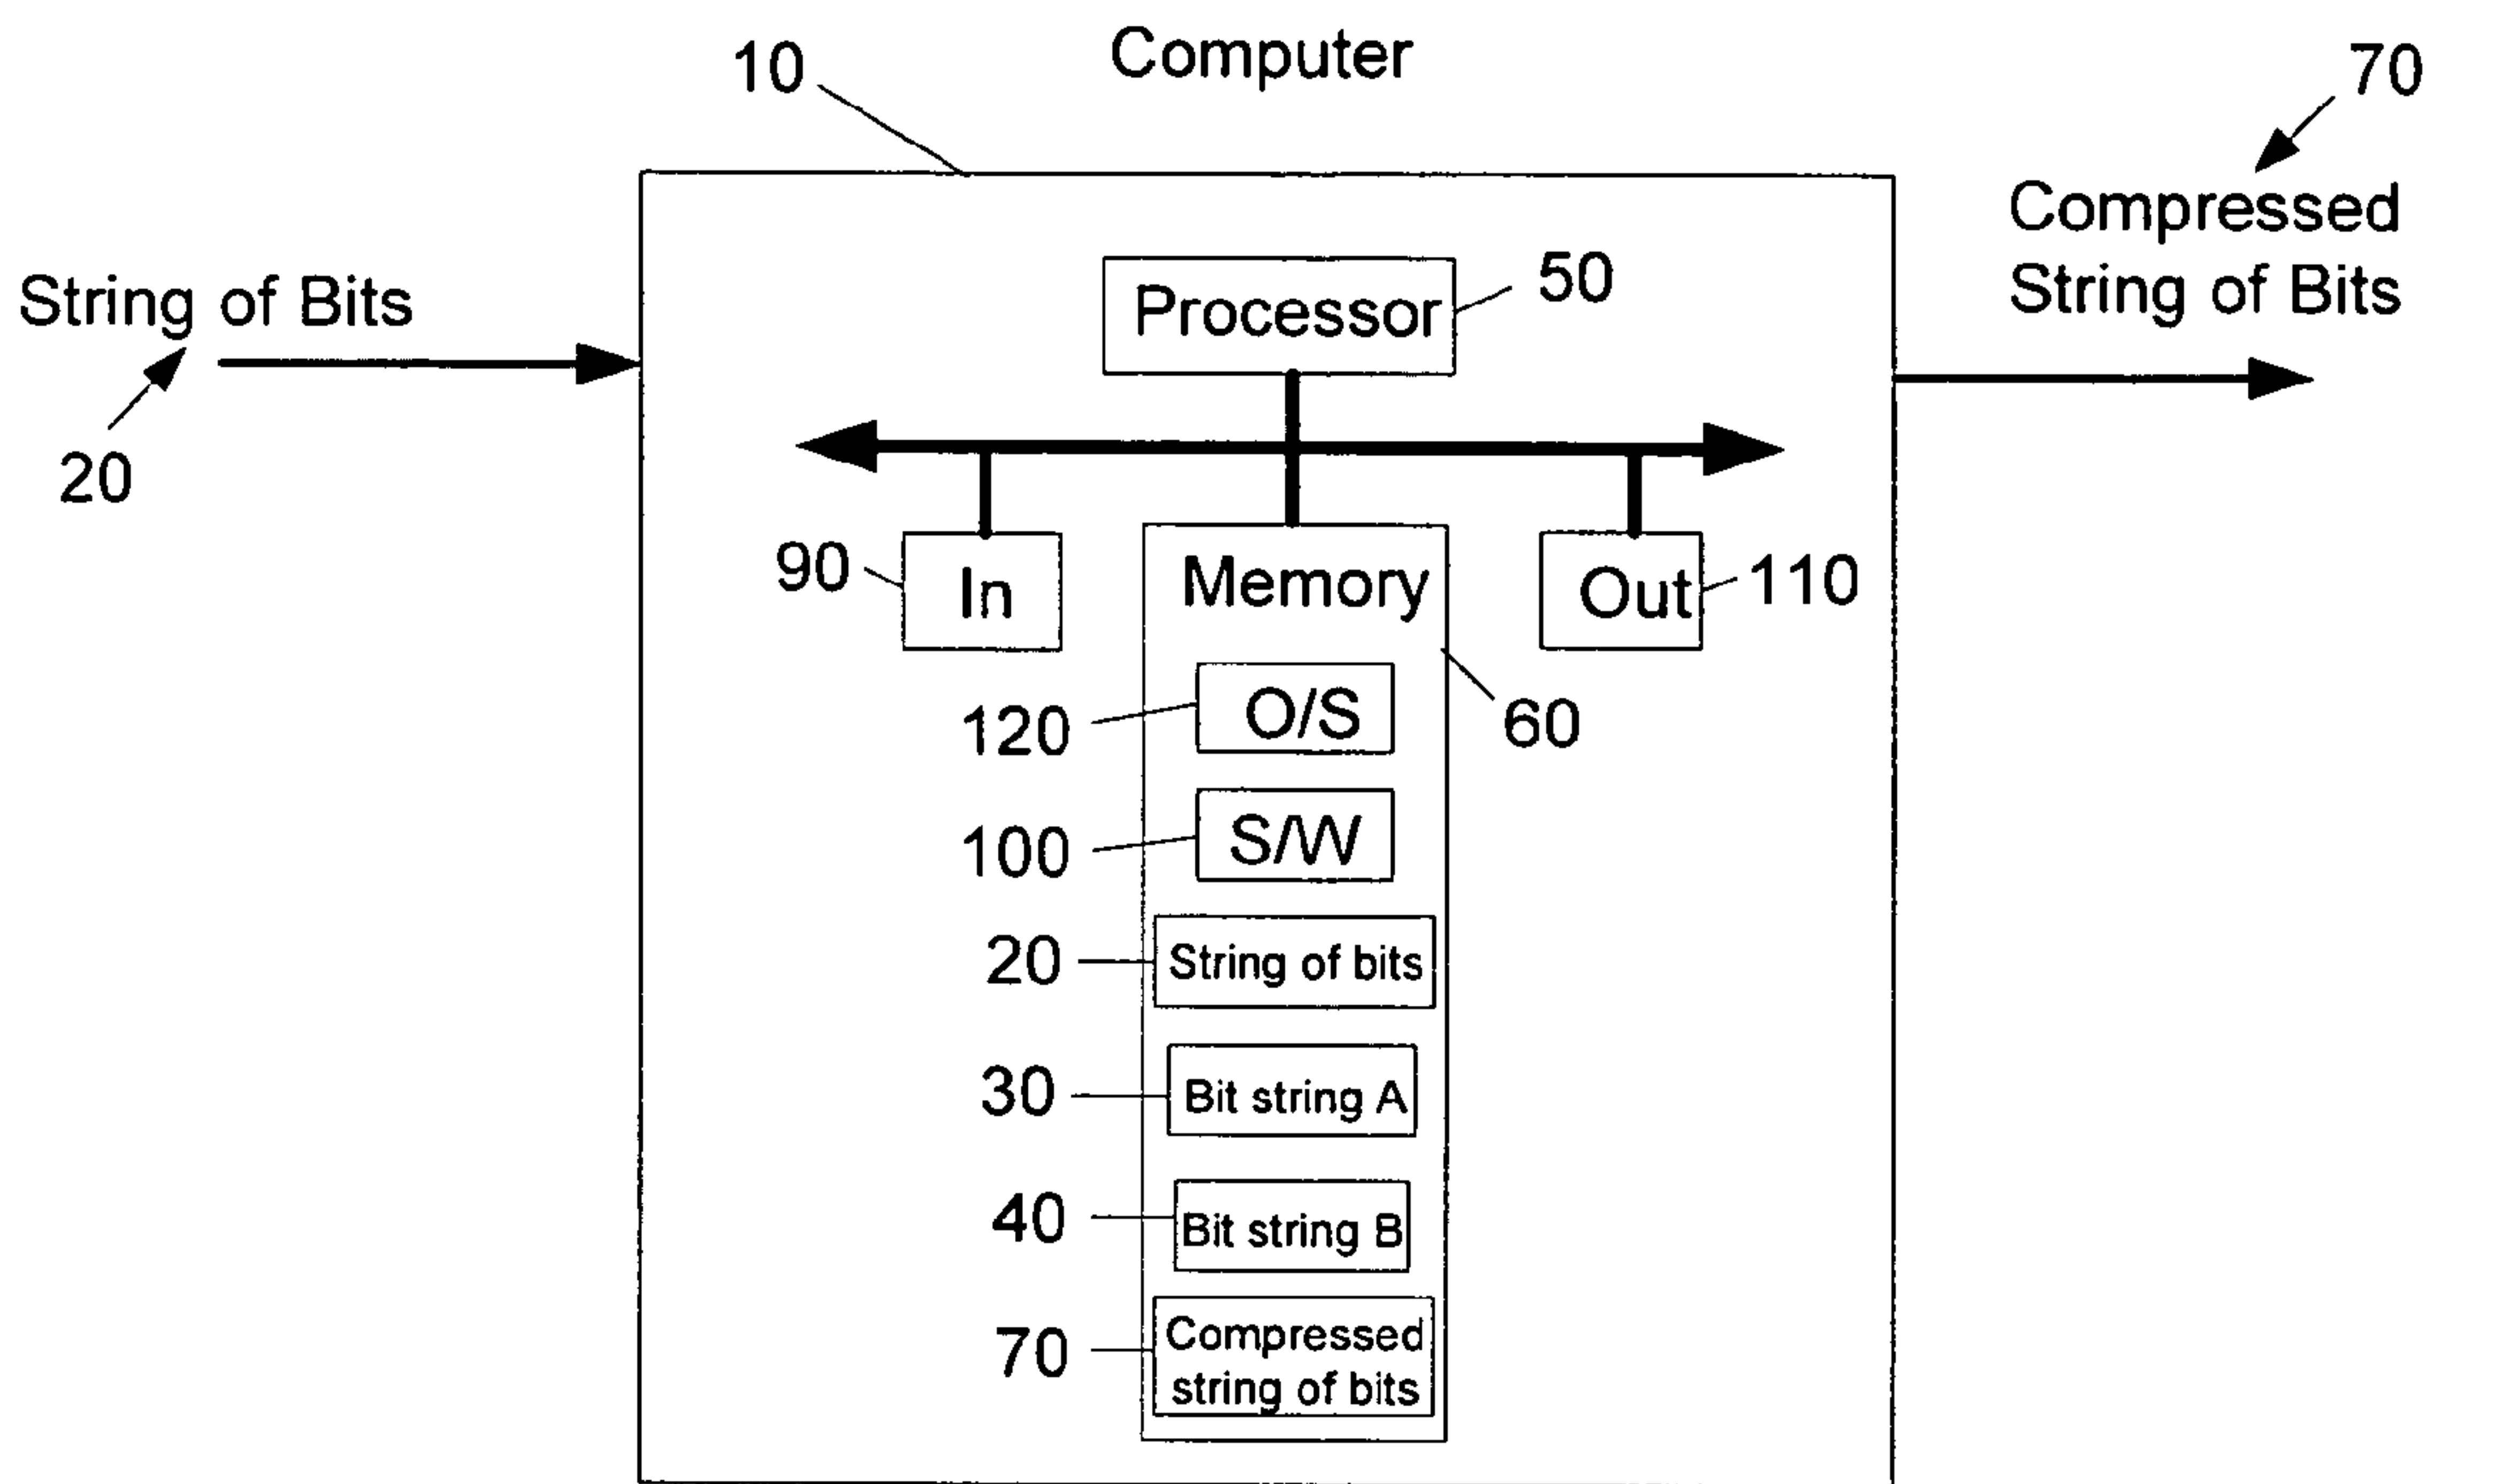 10
Computer
70
Compressed
String of Bits
String of Bits
20
Processor
50
90
In
Memory
Out
110
120
O/S
60
100
S/W
20
String of bits
30
Bit string A
40
Bit string B
70
Compressed
string of bits